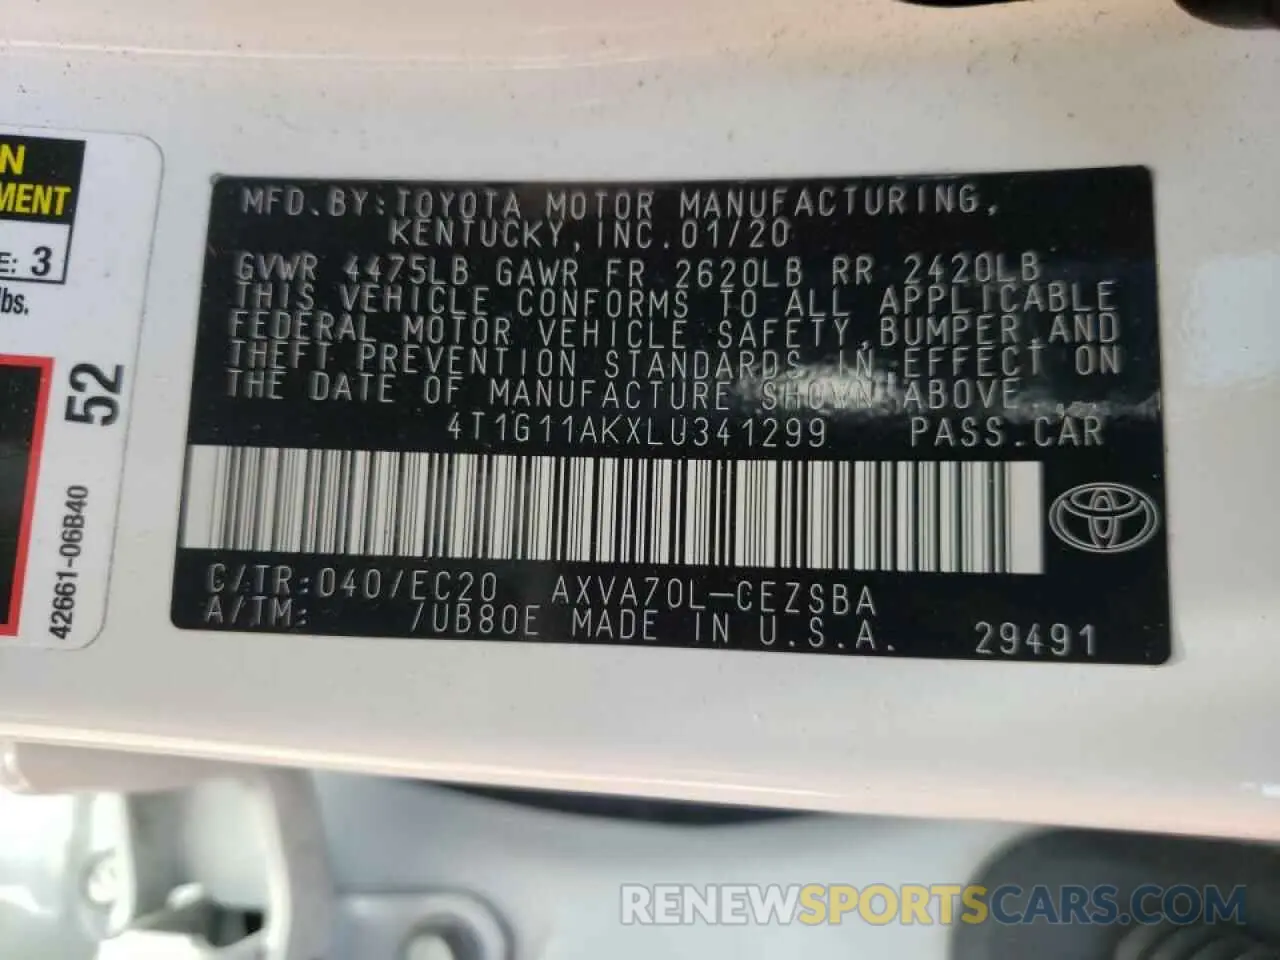 N
MENT
E: 3
lbs.
52
42661-06B40
MFD.BY:TOYOTA MOTOR MANUFACTURING,
KENTUCKY,INC.01/20
GVWR 4475LB GAWR FR 2620LB RR 2420LB
THIS VEHICLE CONFORMS TO ALL APPLICABLE
FEDERAL MOTOR VEHICLE SAFETY,BUMPER,AND
THEFT PREVENTION STANDARDS IN EFFECT ON
THE DATE OF MANUFACTURE SHOWN ABOVE.
4T1G11AKXLU341299 PASS.CAR
C/TR:040/EC20 AXVA70L-CEZSBA
A/TM: /UB80E MADE IN U.S.A. 29491
RENEWSPORTSCARS.COM